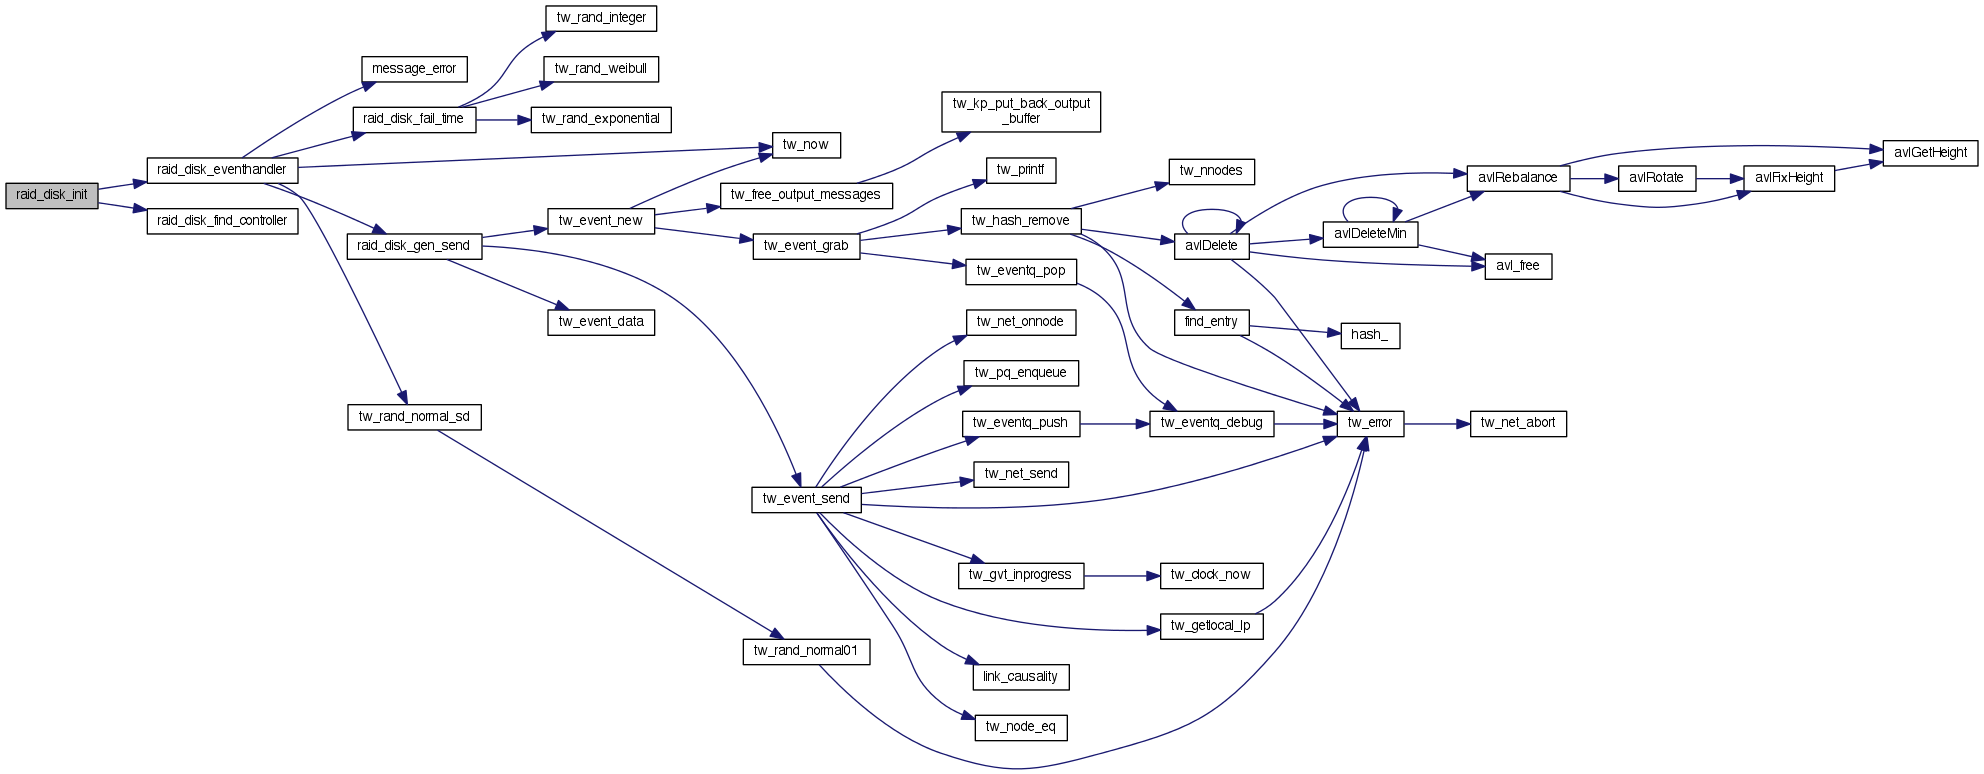 tw_rand_integer
message_error
tw_rand_weibull
raid_disk_fail_time
tw_rand_exponential
tw_kp_put_back_output
_buffer
tw_now
tw_printf
tw_nnodes
avlGetHeight
raid_disk_eventhandler
raid_disk_init
raid_disk_find_controller
tw_free_output_messages
avlRebalance
avlRotate
avlFixHeight
tw_event_new
tw_hash_remove
raid_disk_gen_send
tw_event_grab
avlDelete
avlDeleteMin
avl_free
tw_eventq_pop
tw_event_data
tw_net_onnode
find_entry
hash_
tw_pq_enqueue
tw_rand_normal_sd
tw_eventq_push
tw_eventq_debug
tw_error
tw_net_abort
tw_net_send
tw_event_send
tw_gvt_inprogress
tw_clock_now
tw_getlocal_lp
tw_rand_normal01
link_causality
tw_node_eq